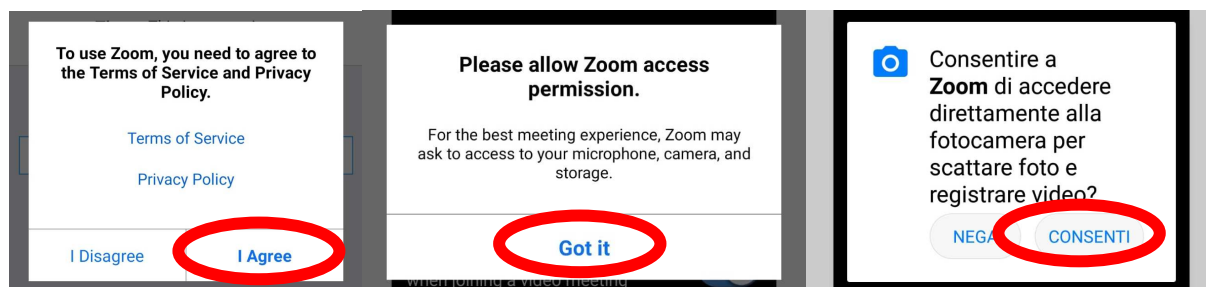 To use Zoom, you need to agree to
the Terms of Service and Privacy
Policy.
Terms of Service
Privacy Policy
I Disagree
I Agree
Please allow Zoom access
permission.
For the best meeting experience, Zoom may
ask to access to your microphone, camera, and
storage.
Got it
when joining a video meeting
Consentire a
Zoom di accedere
direttamente alla
fotocamera per
scattare foto e
registrare video?
NEGA
CONSENTI